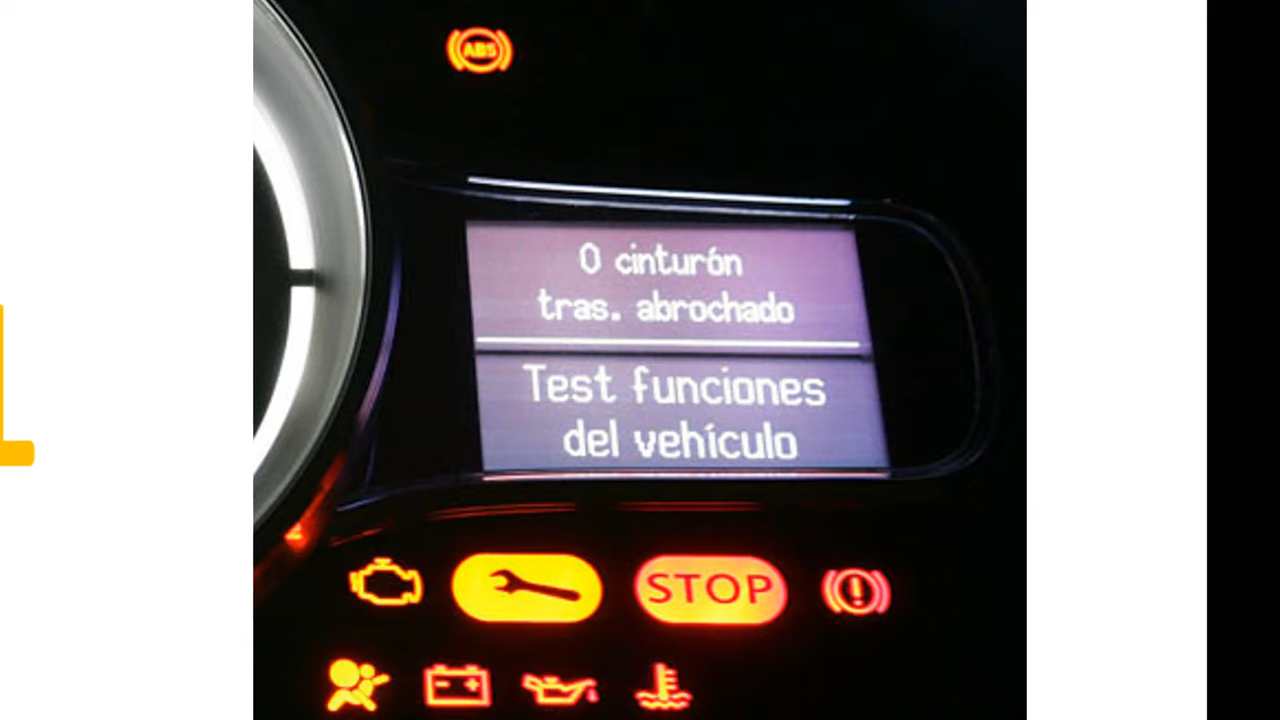 ABS
0 cinturón
tras. abrochado
Test funciones
del vehículo
STOP